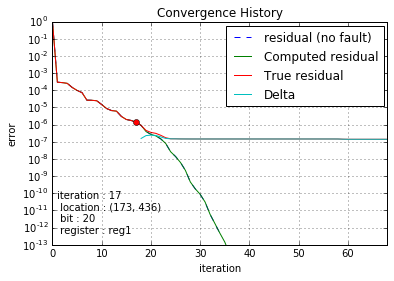 Convergence History
residual (no fault)
Computed residual
True residual
Delta
error
10^0
10^-1
10^-2
10^-3
10^-4
10^-5
10^-6
10^-7
10^-8
10^-9
10^-10
10^-11
10^-12
10^-13
iteration : 17
location : (173, 436)
bit : 20
register : reg1
0 10 20 30 40 50 60
iteration